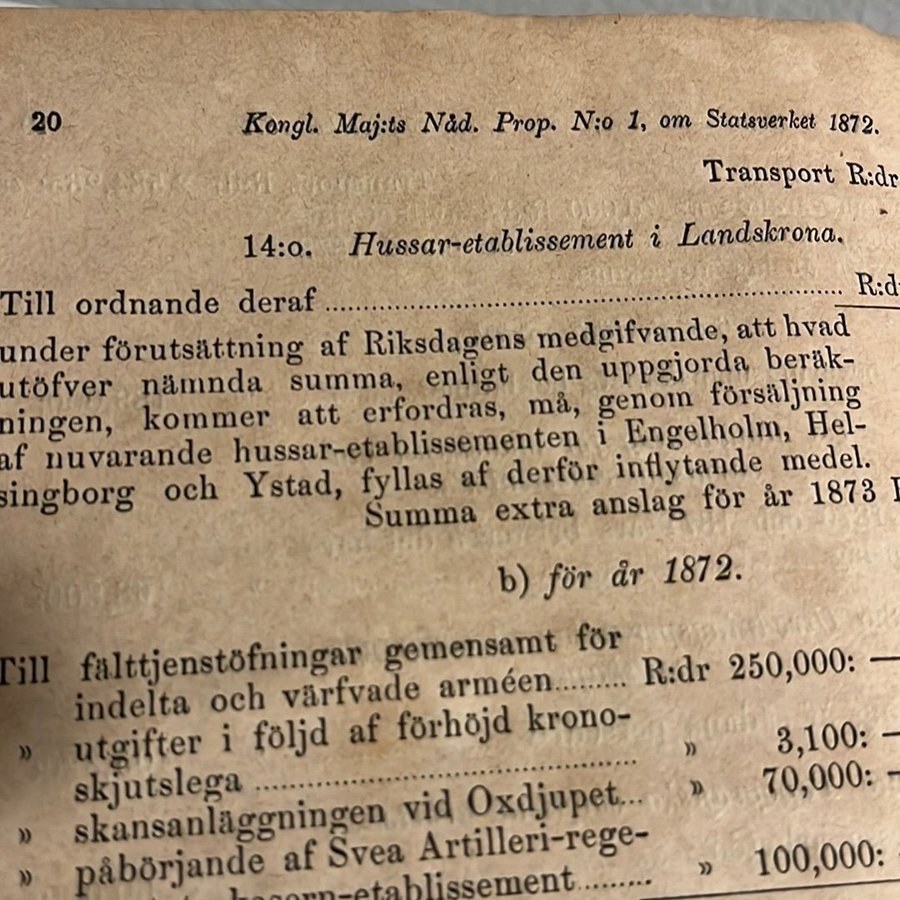 20 Kongl. Maj:ts Nåd. Prop. N:o 1, om Statsverket 1872.
Transport R:dr
14:o. Hussar-etablissement i Landskrona.
Till ordnande deraf ........ R:dr
under förutsättning af Riksdagens medgifvande, att hvad
utöfver nämnda summa, enligt den uppgjorda beräk-
ningen, kommer att erfordras, må, genom försäljning
af nuvarande hussar-etablissementen i Engelholm, Hel-
singborg och Ystad, fyllas af derför inflytande medel.
Summa extra anslag för år 1873
b) för år 1872.
Till fälttjenstöfningar gemensamt för
indelta och värfvade arméen......... R:dr 250,000: —
» utgifter i följd af förhöjd krono-
skjutslega ........ » 3,100: —
» skansanläggningen vid Oxdjupet... » 70,000: —
» påbörjande af Svea Artilleri-rege-
kasern-etablissement......... » 100,000: